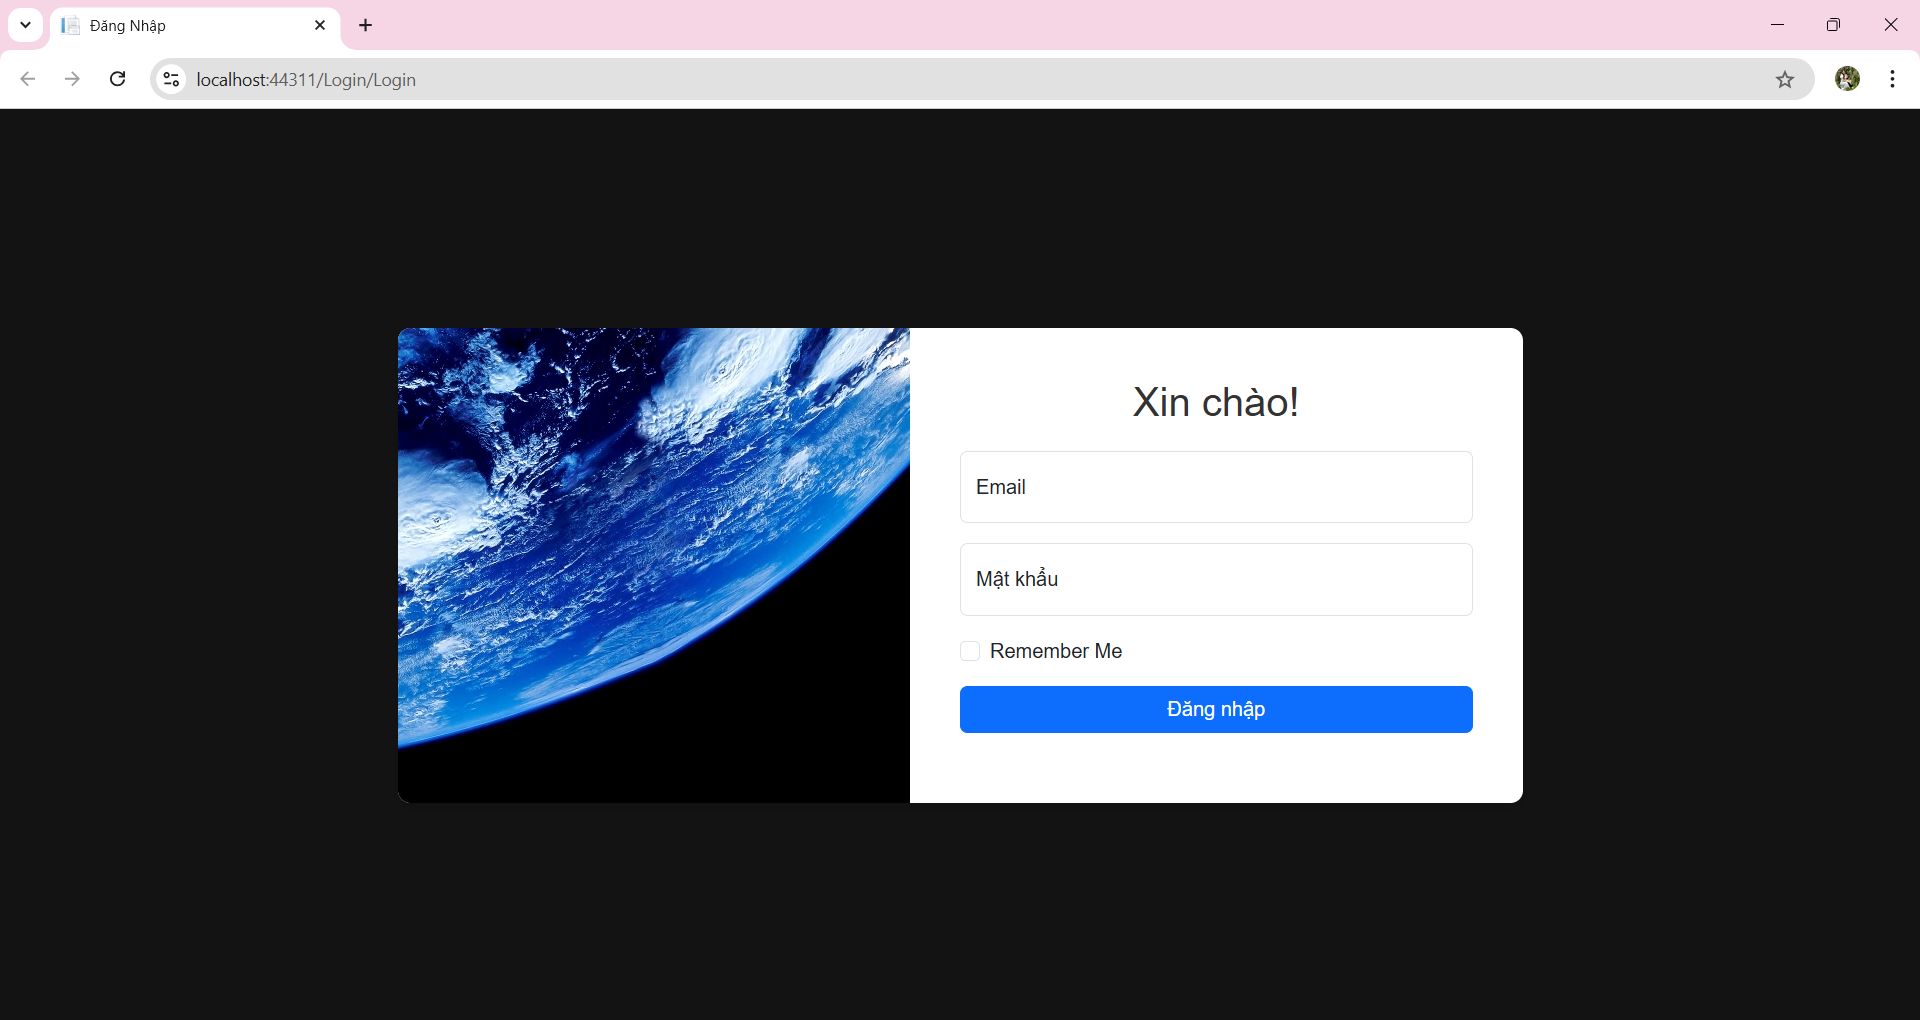 Đăng Nhập
localhost:44311/Login/Login
Xin chào!
Email
Mật khẩu
Remember Me
Đăng nhập